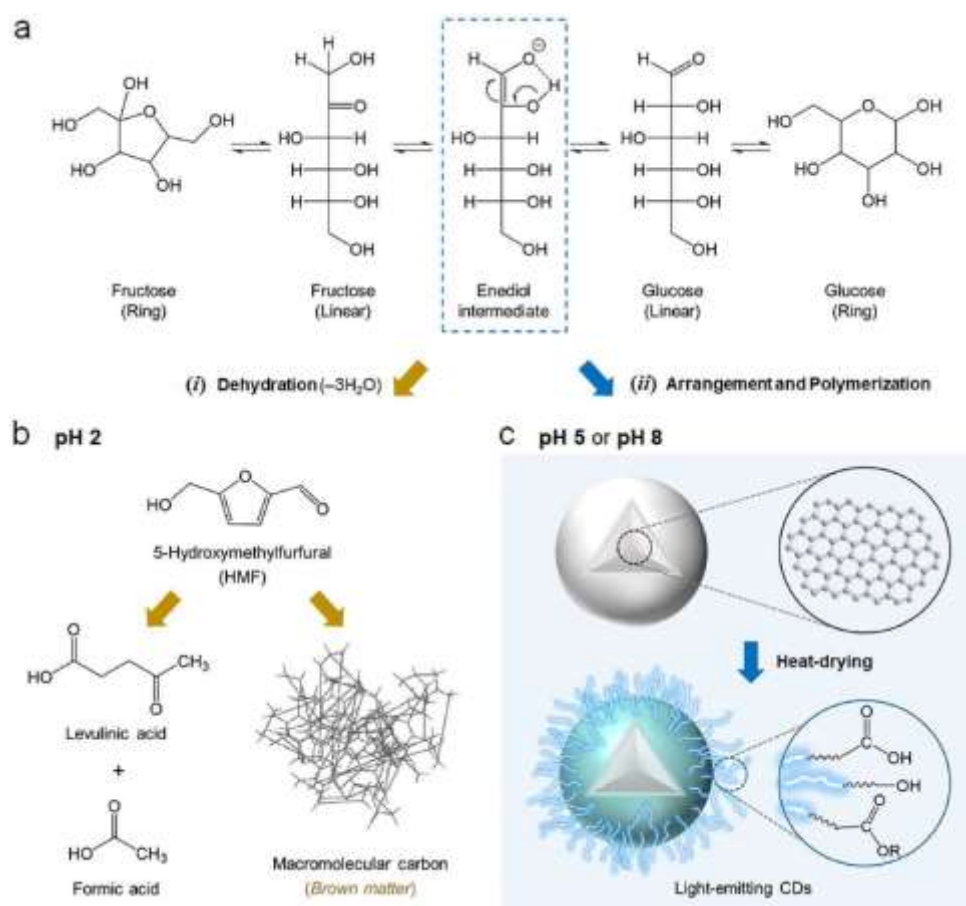 a
OH
HO
O
OH
HO
OH
Fructose
(Ring)
H
H OH
O
HO H
H OH
H OH
OH
Fructose
(Linear)
H O ⊖
H
O
HO H
H OH
H OH
OH
Enediol
intermediate
H O
H OH
HO H
H OH
H OH
OH
Glucose
(Linear)
HO
O
OH
HO
OH
OH
Glucose
(Ring)
(i) Dehydration (–3H₂O)
(ii) Arrangement and Polymerization
b pH 2
HO
O
O
5-Hydroxymethylfurfural
(HMF)
O
HO
CH₃
O
Levulinic acid
+
O
HO CH₃
Formic acid
Macromolecular carbon
(Brown matter)
c pH 5 or pH 8
Heat-drying
O
OH
OH
O
OR
Light-emitting CDs